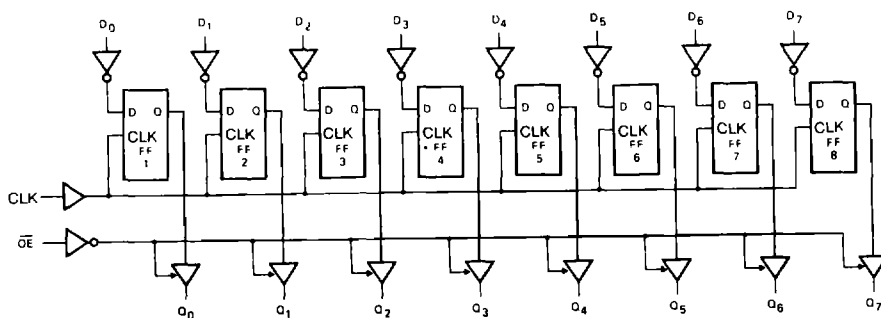 D0 D1 D2 D3 D4 D5 D6 D7
D Q D Q D Q D Q D Q D Q D Q D Q
CLK CLK CLK CLK CLK CLK CLK CLK
FF FF FF FF FF FF FF FF
1 2 3 4 5 6 7 8
CLK
OE
Q0 Q1 Q2 Q3 Q4 Q5 Q6 Q7